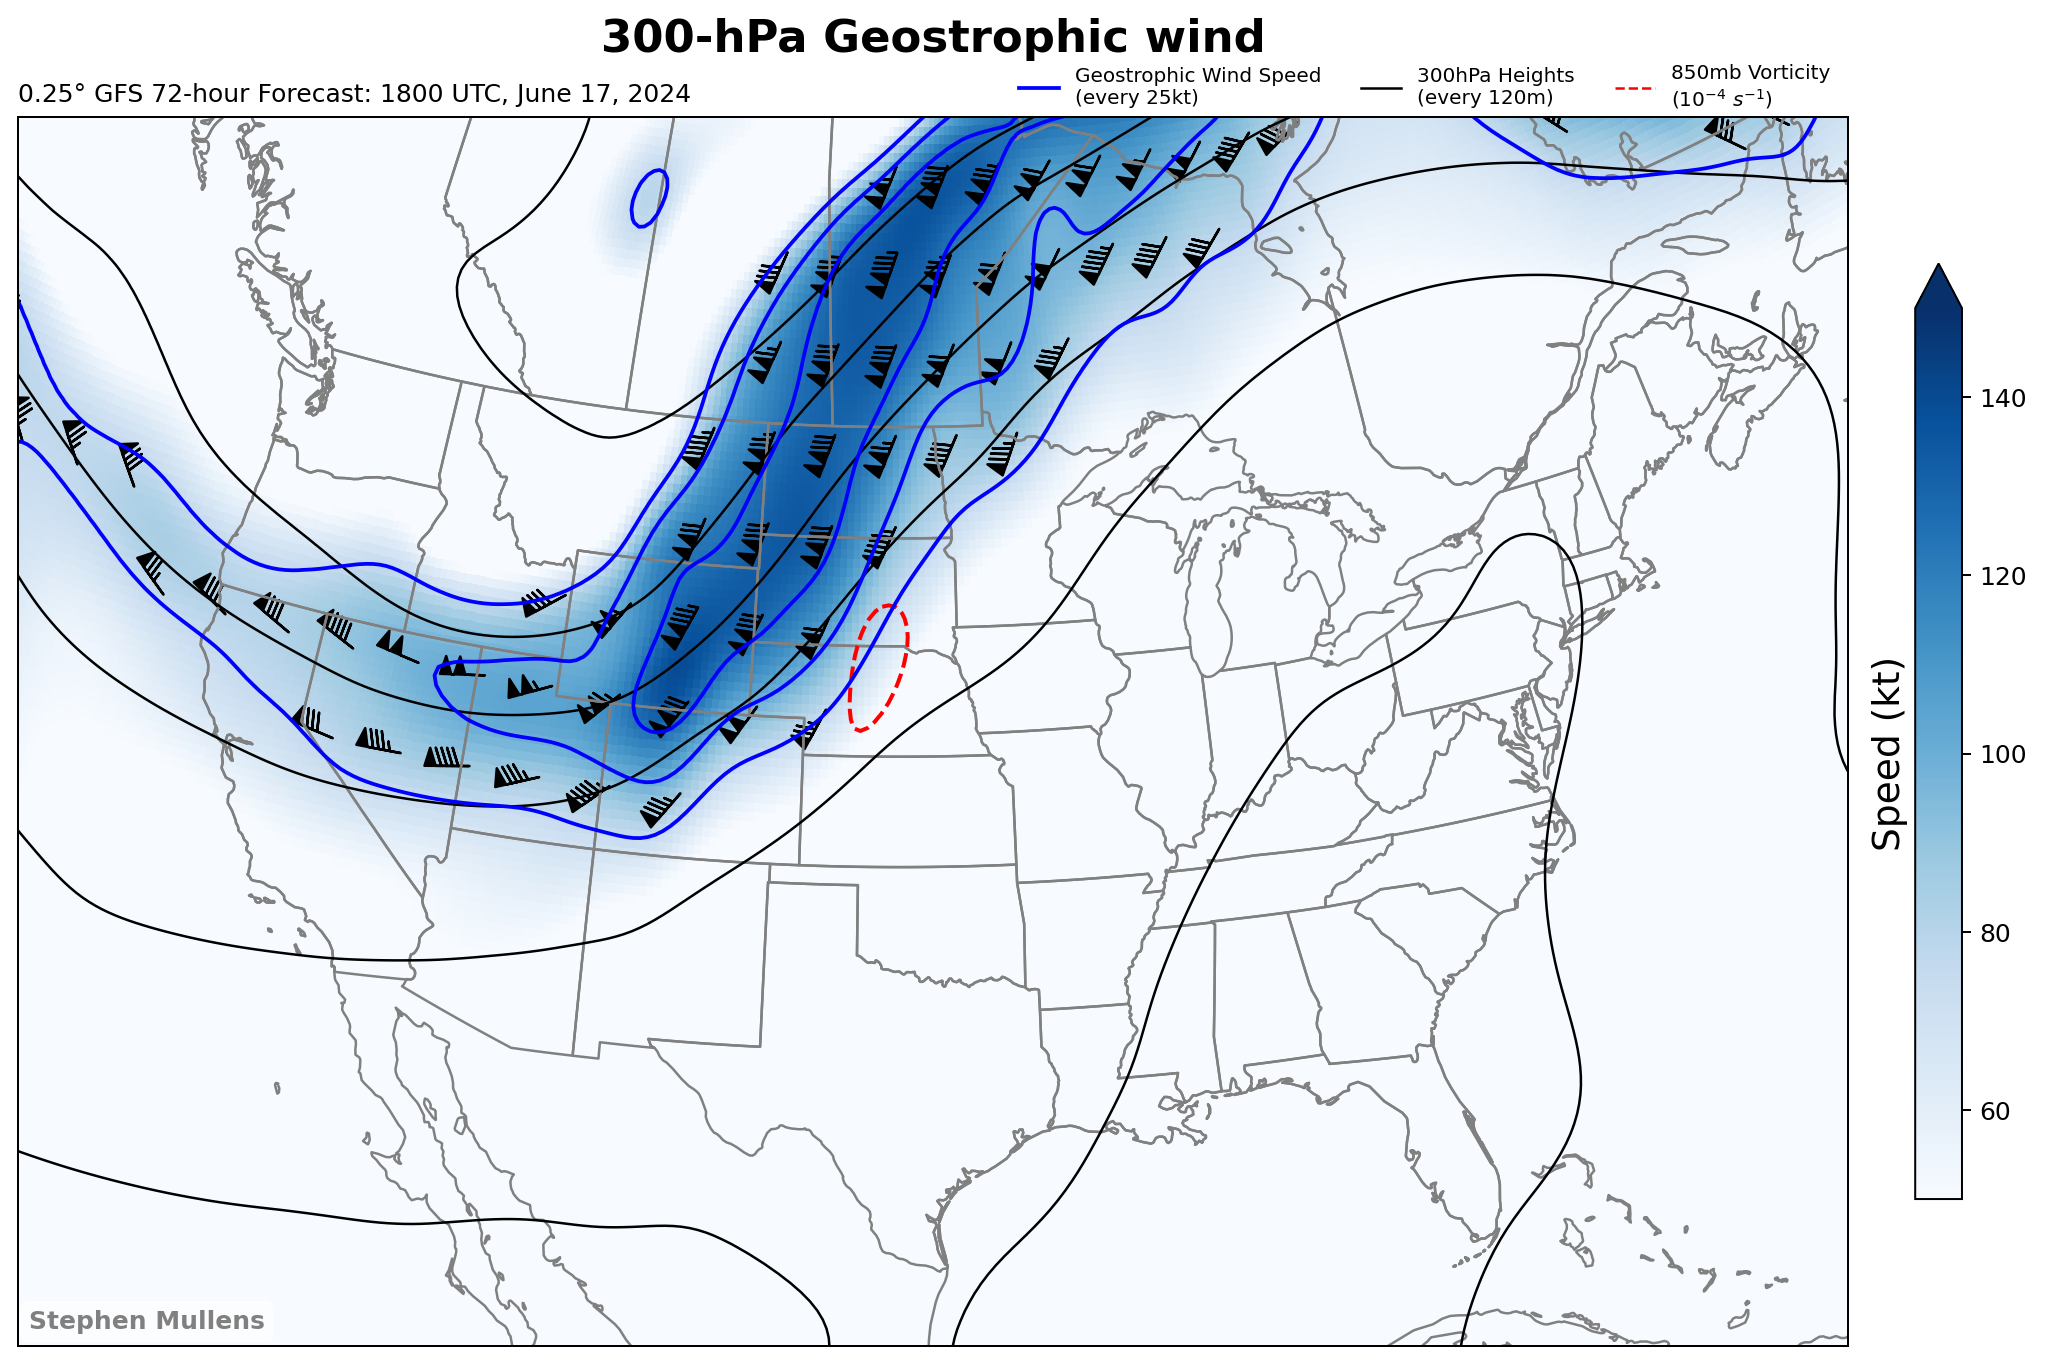 300-hPa Geostrophic wind
0.25° GFS 72-hour Forecast: 1800 UTC, June 17, 2024
Geostrophic Wind Speed
(every 25kt)
300hPa Heights
(every 120m)
850mb Vorticity
(10⁻⁴ s⁻¹)
140
120
100
80
60
Speed (kt)
Stephen Mullens